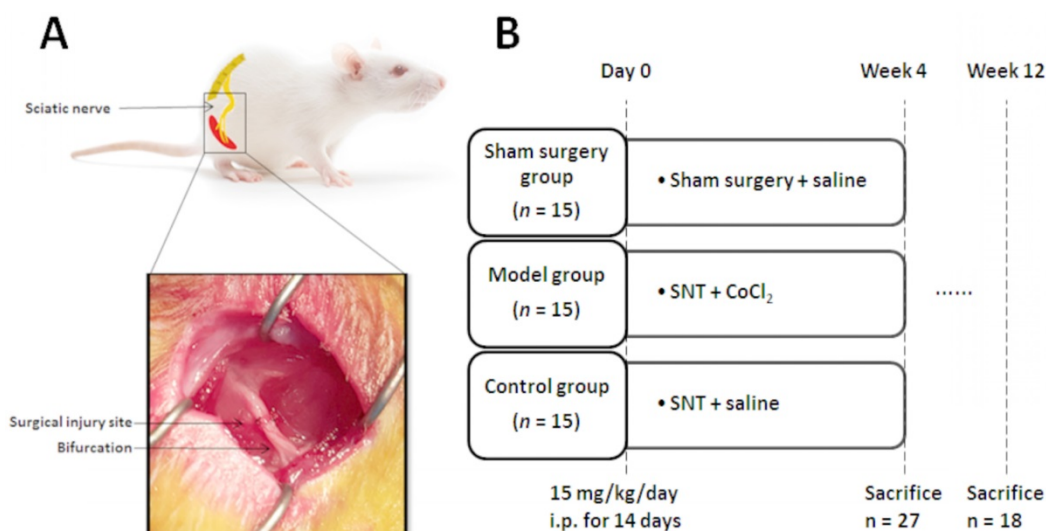 A
Sciatic nerve
Surgical injury site
Bifurcation
B
Day 0
Week 4
Week 12
Sham surgery
group
(n = 15)
• Sham surgery + saline
Model group
(n = 15)
• SNT + CoCl₂
......
Control group
(n = 15)
• SNT + saline
15 mg/kg/day
i.p. for 14 days
Sacrifice
n = 27
Sacrifice
n = 18